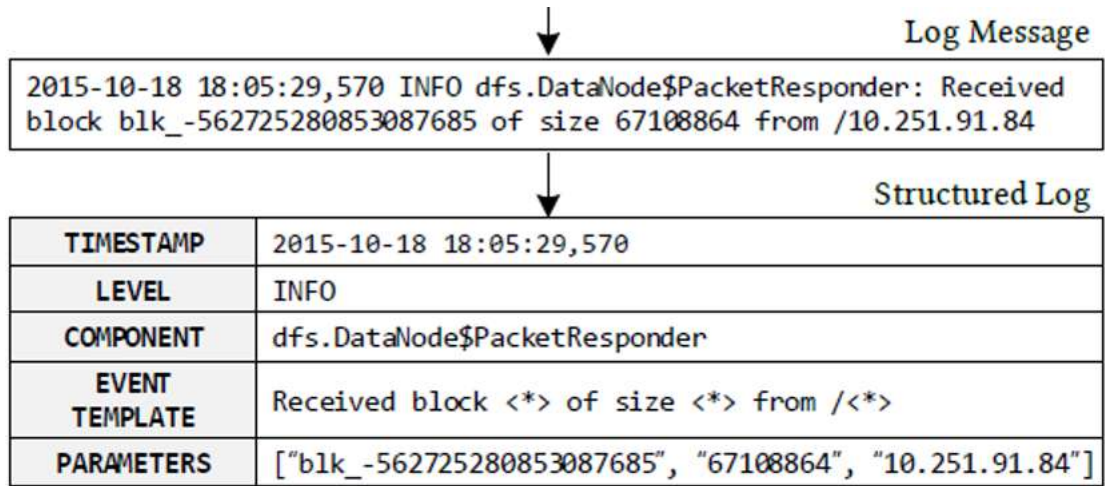 Log Message
2015-10-18 18:05:29,570 INFO dfs.DataNode$PacketResponder: Received
block blk_-562725280853087685 of size 67108864 from /10.251.91.84
Structured Log
TIMESTAMP 2015-10-18 18:05:29,570
LEVEL INFO
COMPONENT dfs.DataNode$PacketResponder
EVENT
TEMPLATE
Received block <*> of size <*> from /<*>
PARAMETERS ["blk_-562725280853087685", "67108864", "10.251.91.84"]